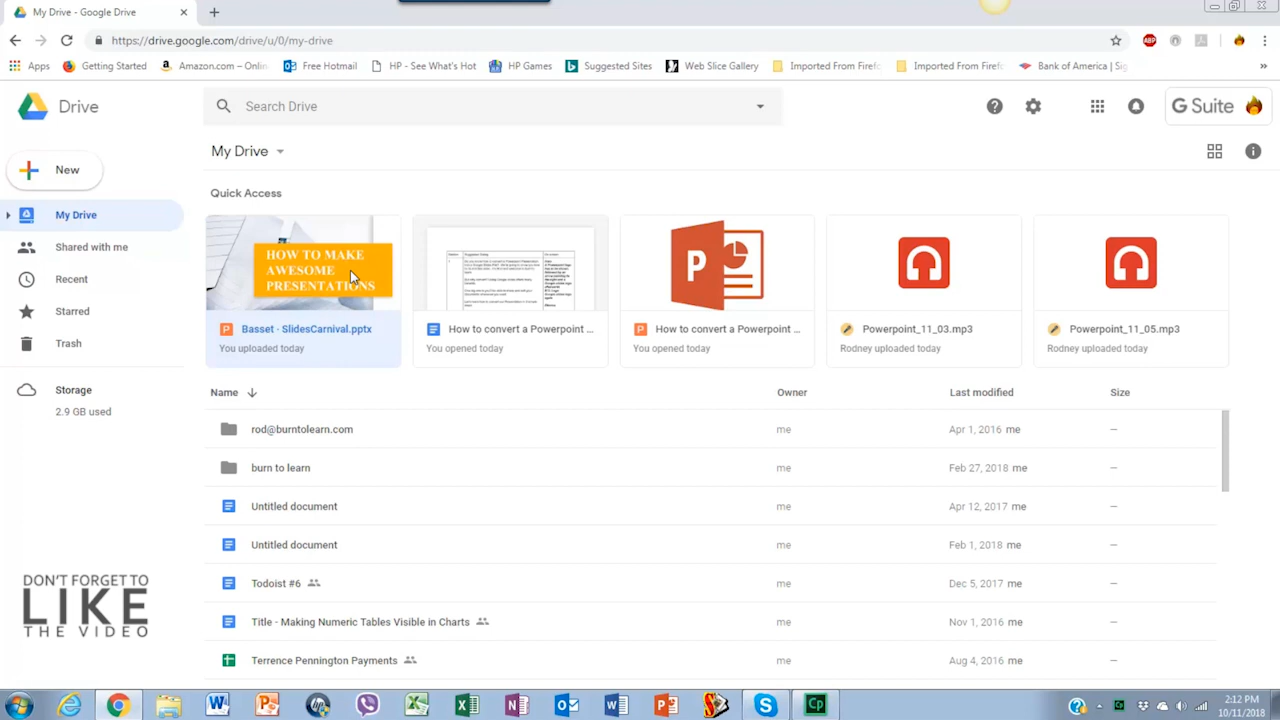 My Drive - Google Drive
https://drive.google.com/drive/u/0/my-drive
ABP
Apps Getting Started Amazon.com – Onlin Free Hotmail HP - See What's Hot HP Games Suggested Sites Web Slice Gallery Imported From Firefo Imported From Firefo Bank of America | Sig »
Drive
Search Drive
G Suite
My Drive
New
Quick Access
My Drive
Shared with me
Recent
Starred
Trash
Storage
2.9 GB used
HOW TO MAKE
AWESOME
PRESENTATIONS
Basset · SlidesCarnival.pptx
You uploaded today
How to convert a Powerpoint ...
You opened today
P
How to convert a Powerpoint ...
You opened today
Powerpoint_11_03.mp3
Rodney uploaded today
Powerpoint_11_05.mp3
Rodney uploaded today
Name Owner Last modified Size
rod@burntolearn.com me Apr 1, 2016 me –
burn to learn me Feb 27, 2018 me –
Untitled document me Apr 12, 2017 me –
Untitled document me Feb 1, 2018 me –
Todoist #6 me Dec 5, 2017 me –
Title - Making Numeric Tables Visible in Charts me Nov 1, 2016 me –
Terrence Pennington Payments me Aug 4, 2016 me –
DON'T FORGET TO
LIKE
THE VIDEO
2:12 PM
10/11/2018